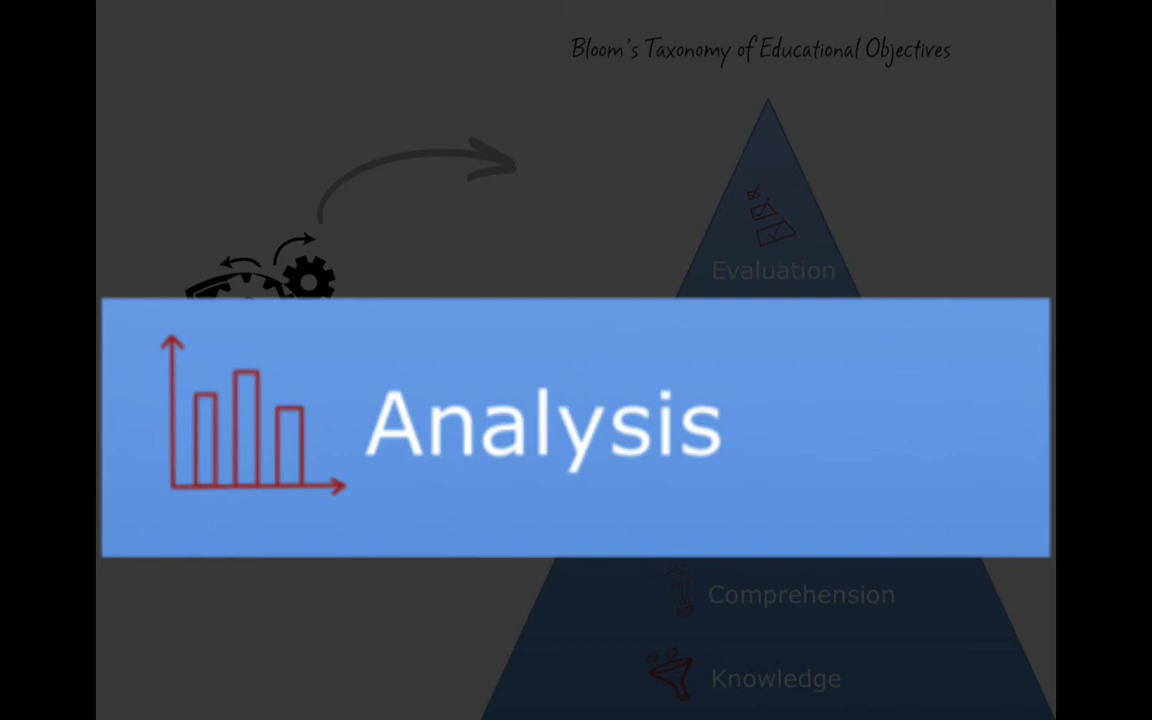 Bloom's Taxonomy of Educational Objectives
Evaluation
Analysis
Comprehension
Knowledge